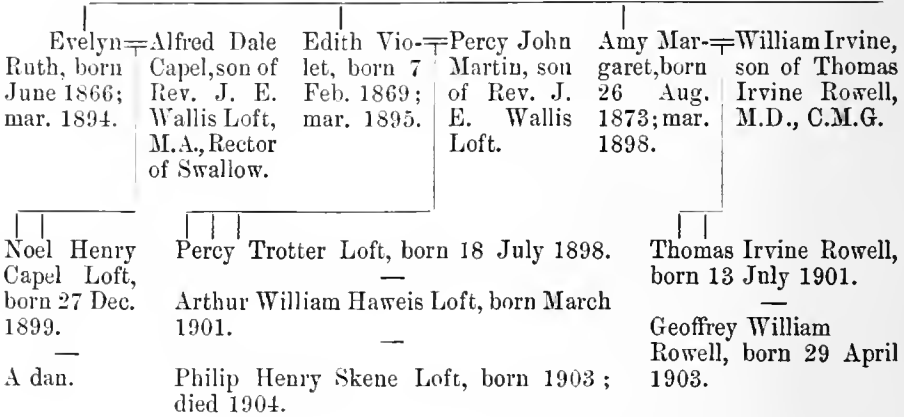 Evelyn
Ruth, born
June 1866;
mar. 1894.
Alfred Dale
Capel, son of
Rev. J. E.
Wallis Loft,
M.A., Rector
of Swallow.
Edith Vio-
let, born 7
Feb. 1869;
mar. 1895.
Percy John
Martin, son
of Rev. J.
E. Wallis
Loft.
Amy Mar-
garet, born
26 Aug.
1873; mar.
1898.
William Irvine,
son of Thomas
Irvine Rowell,
M.D., C.M.G.
Noel Henry
Capel Loft,
born 27 Dec.
1899.
—
A dau.
Percy Trotter Loft, born 18 July 1898.
—
Arthur William Haweis Loft, born March
1901.
—
Philip Henry Skene Loft, born 1903;
died 1904.
Thomas Irvine Rowell,
born 13 July 1901.
—
Geoffrey William
Rowell, born 29 April
1903.